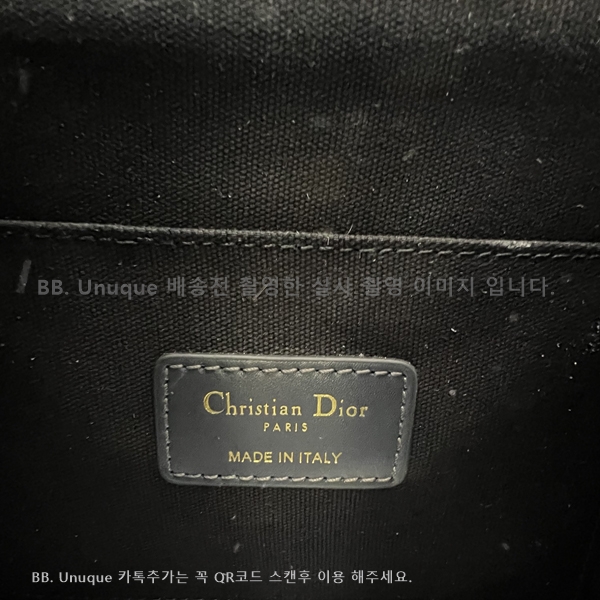 BB. Unuque 배송전 촬영한 실사 촬영 이미지 입니다.
Christian Dior
PARIS
MADE IN ITALY
BB. Unuque 카톡추가는 꼭 QR코드 스캔후 이용 해주세요.